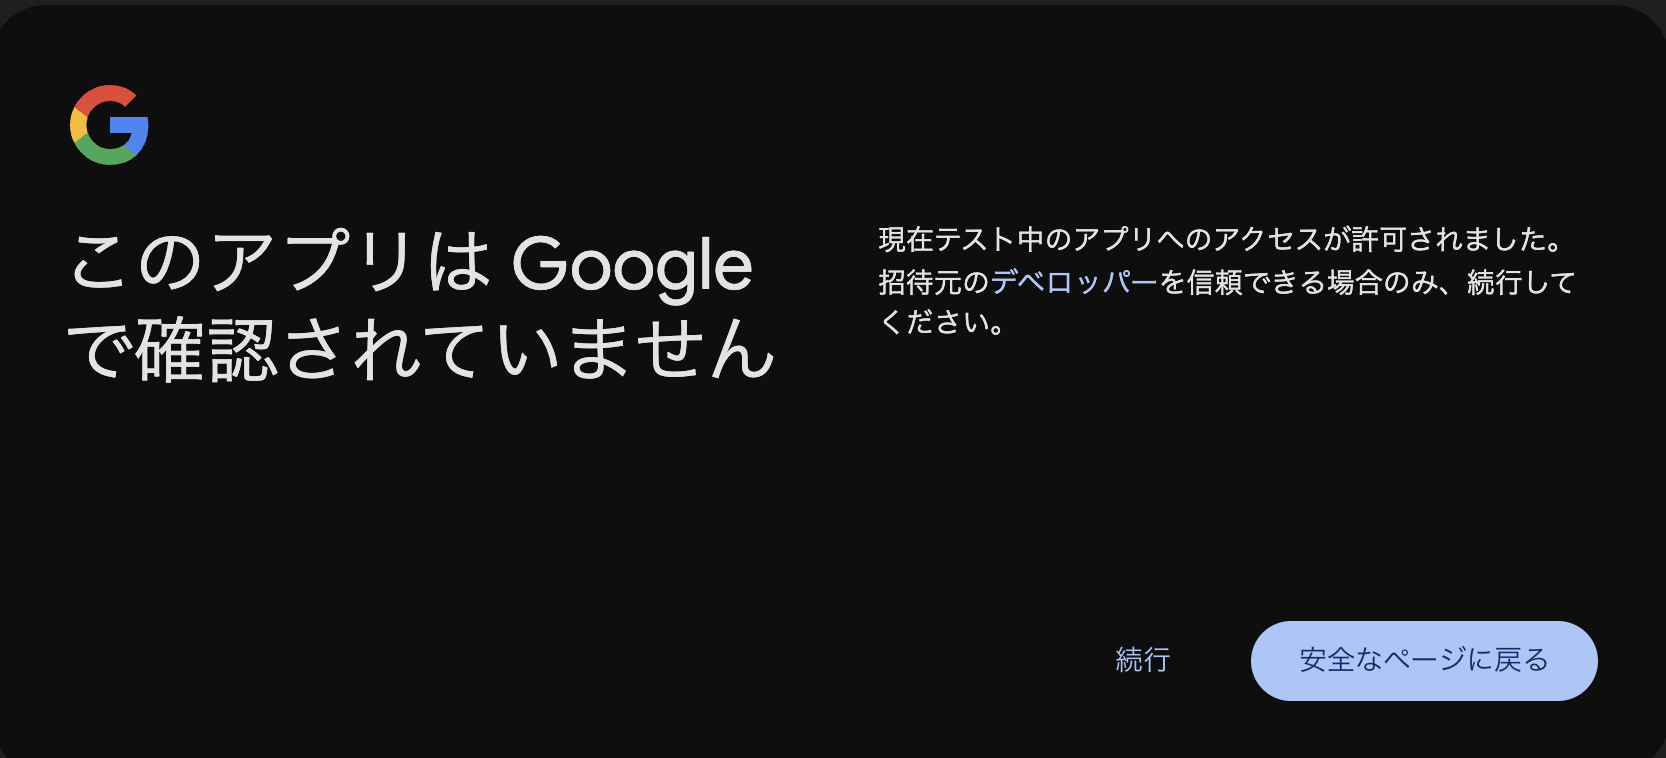 このアプリは Google
で確認されていません
現在テスト中のアプリへのアクセスが許可されました。
招待元のデベロッパーを信頼できる場合のみ、続行して
ください。
続行
安全なページに戻る